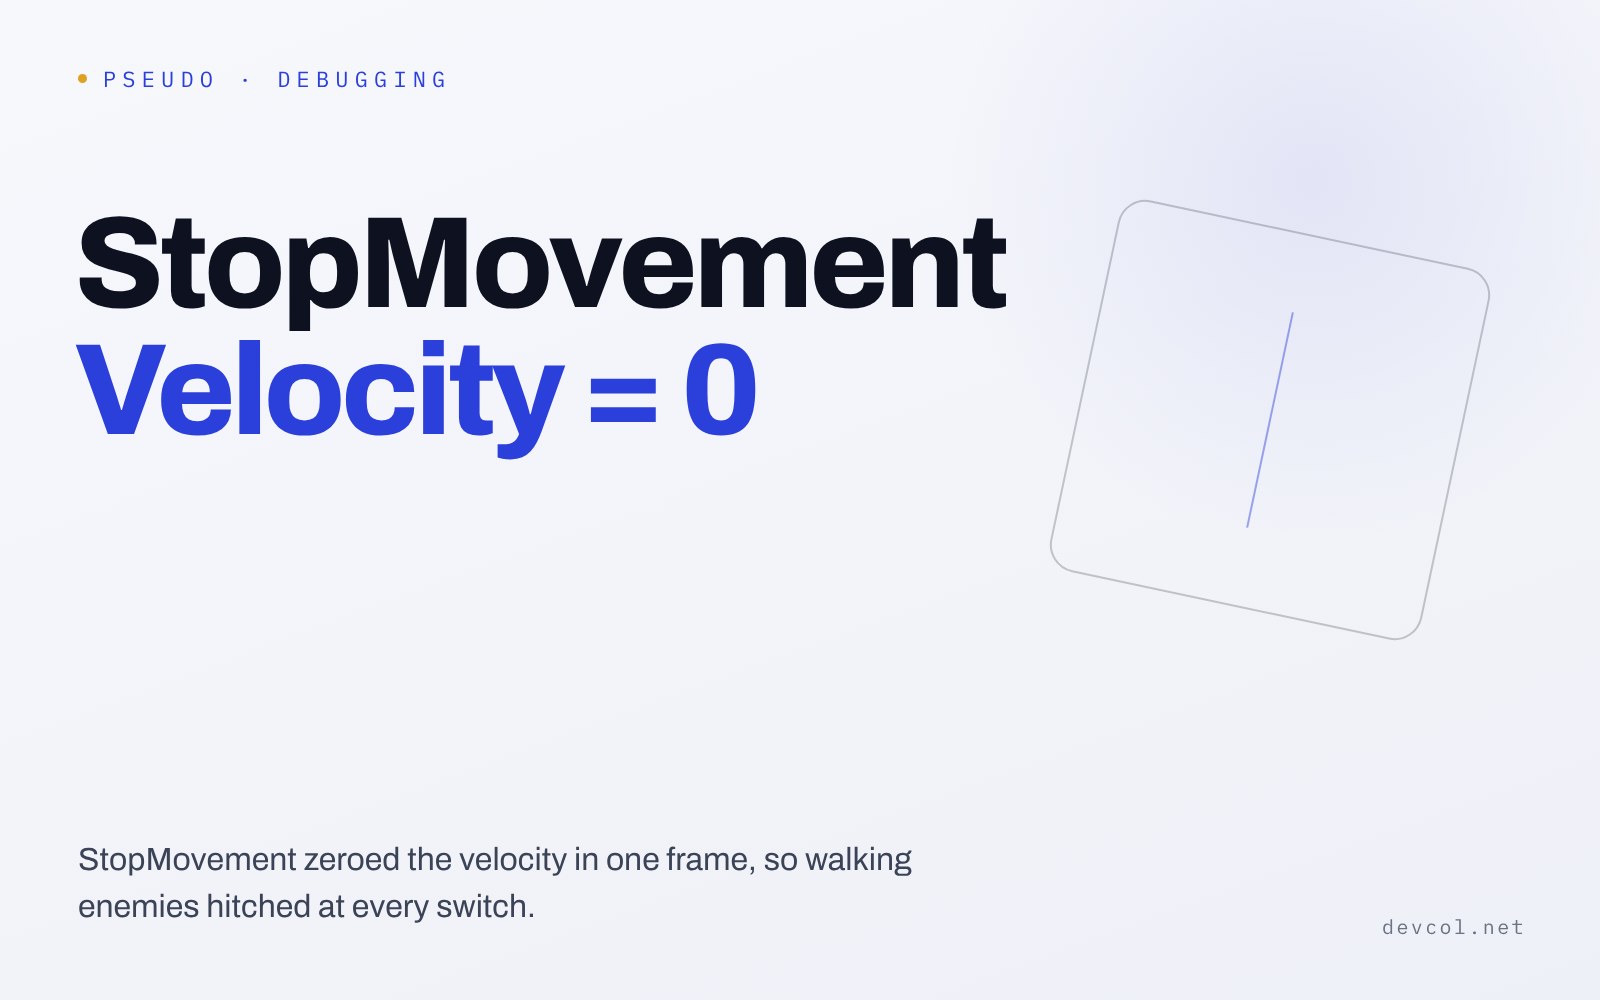 PSEUDO · DEBUGGING
StopMovement
Velocity = 0
StopMovement zeroed the velocity in one frame, so walking
enemies hitched at every switch.
devcol.net